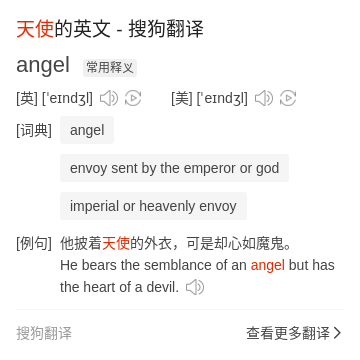 天使的英文 - 搜狗翻译
angel 常用释义
[英] [ˈeɪndʒl] [美] [ˈeɪndʒl]
[词典] angel
envoy sent by the emperor or god
imperial or heavenly envoy
[例句] 他披着天使的外衣，可是却心如魔鬼。
He bears the semblance of an angel but has
the heart of a devil.
搜狗翻译 查看更多翻译